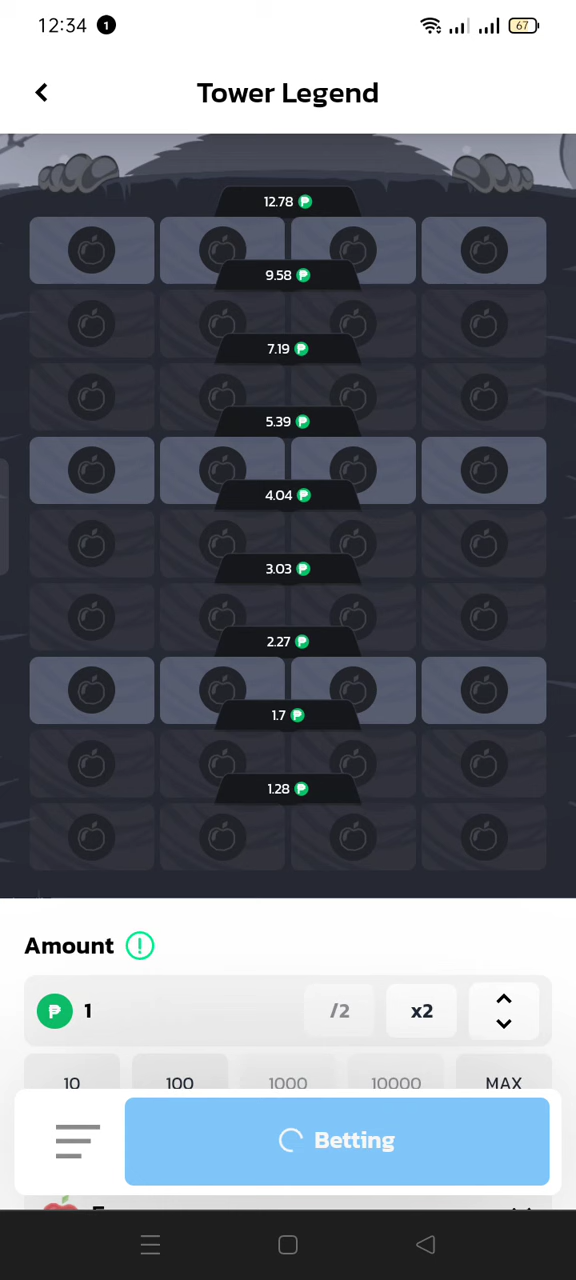 12:34 1 67
Tower Legend
12.78
9.58
7.19
5.39
4.04
3.03
2.27
1.7
1.28
Amount
1 /2 x2
10 100 1000 10000 MAX
Betting